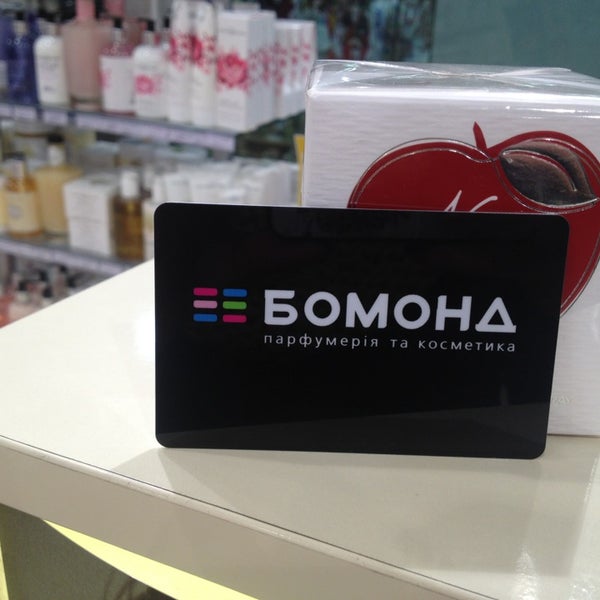 БОМОНД
парфумерія та косметика